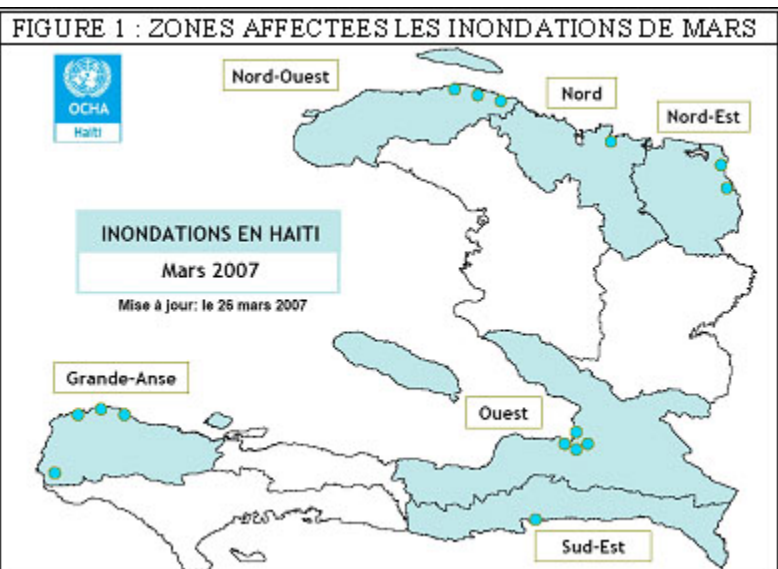 FIGURE 1 : ZONES AFFECTEES LES INONDATIONS DE MARS
OCHA
Haiti
Nord-Ouest
Nord
Nord-Est
INONDATIONS EN HAITI
Mars 2007
Mise à jour: le 26 mars 2007
Grande-Anse
Ouest
Sud-Est